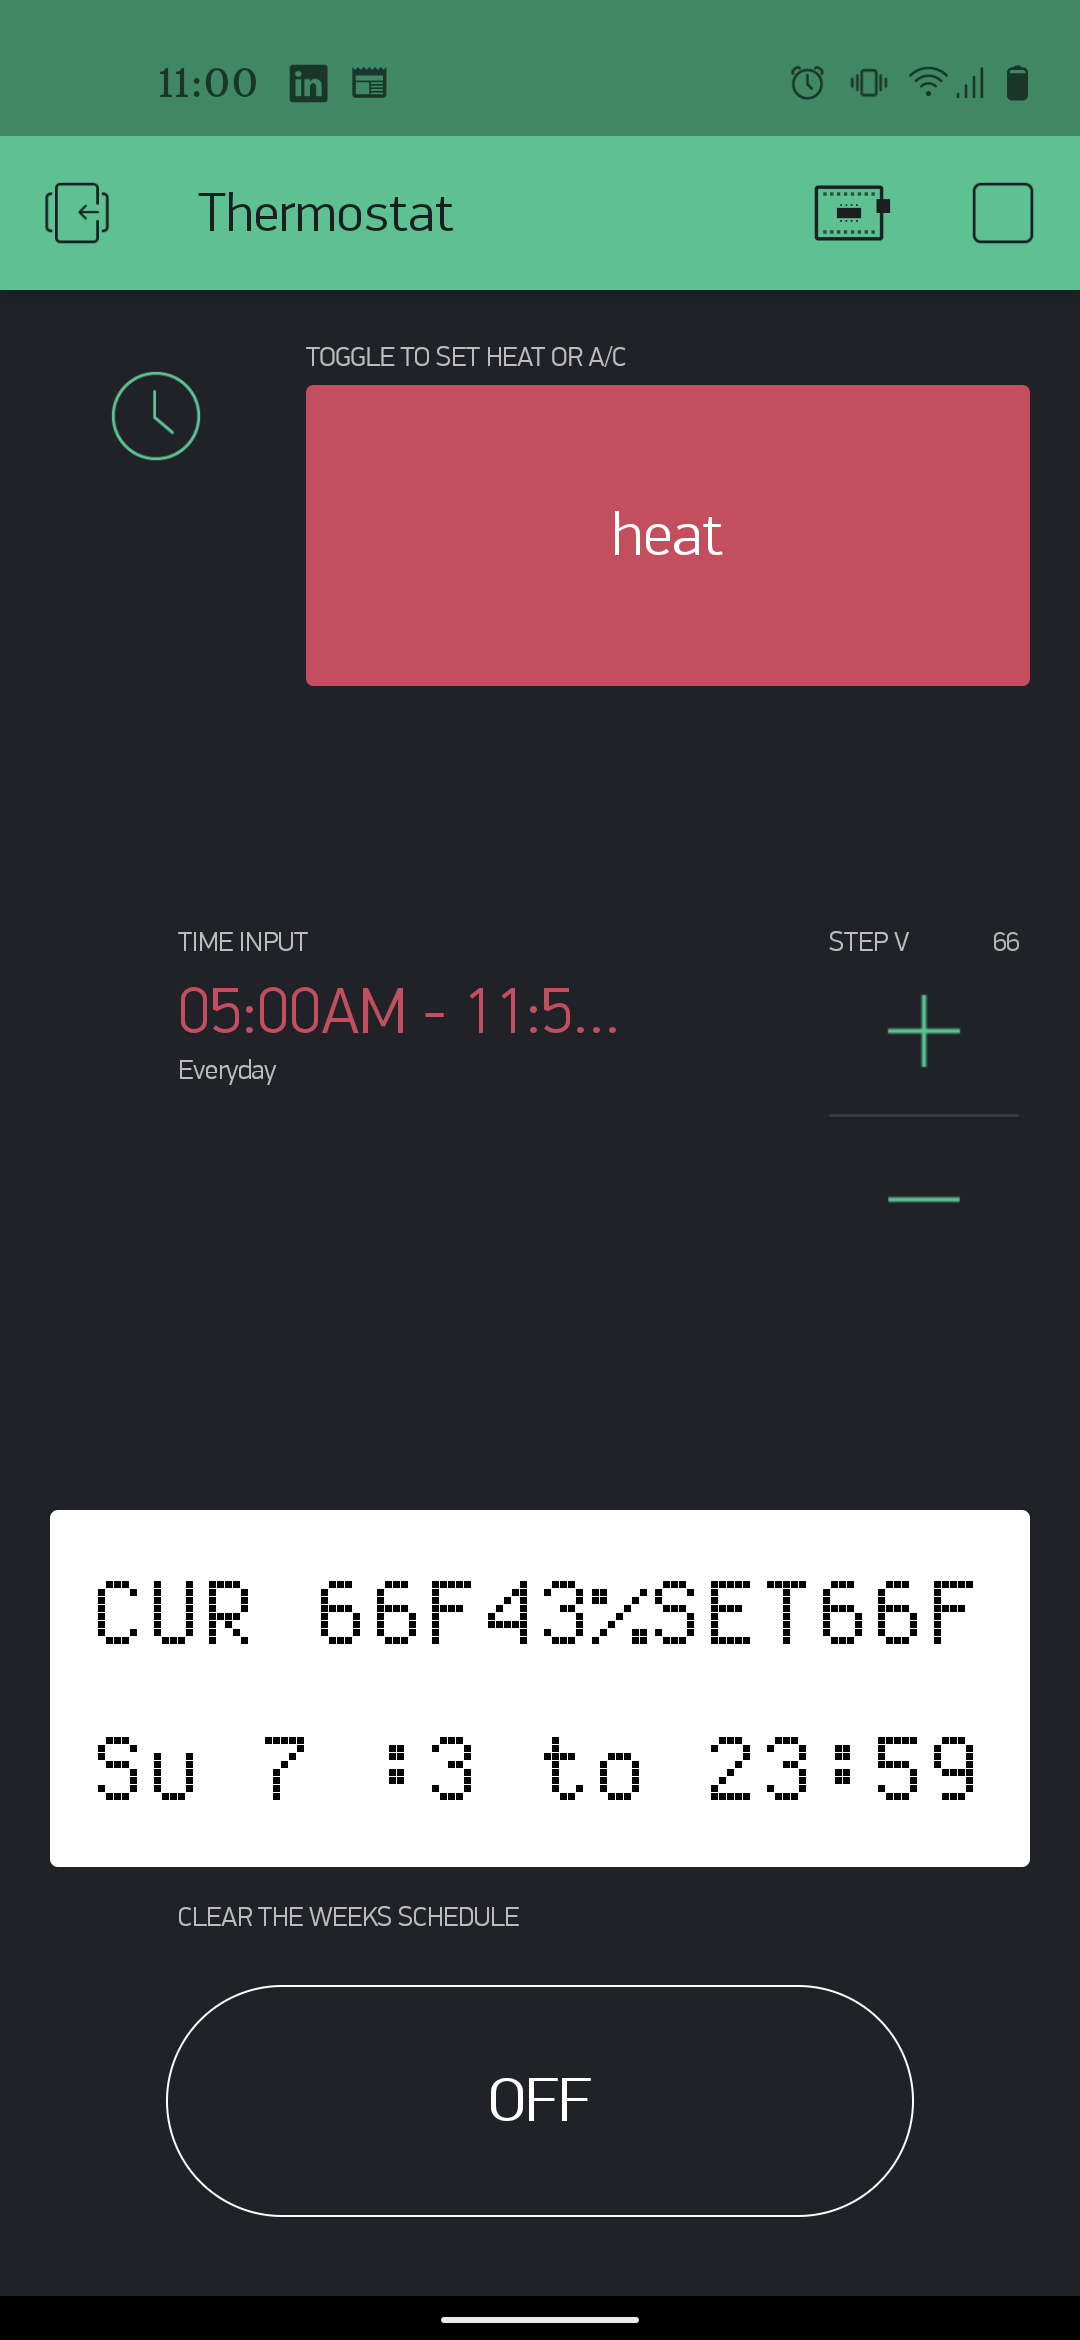 11:00
Thermostat
TOGGLE TO SET HEAT OR A/C
heat
TIME INPUT
05:00AM - 11:5...
Everyday
STEP V 66
CUR 66F43%SET66F
Su 7 :3 to 23:59
CLEAR THE WEEKS SCHEDULE
OFF